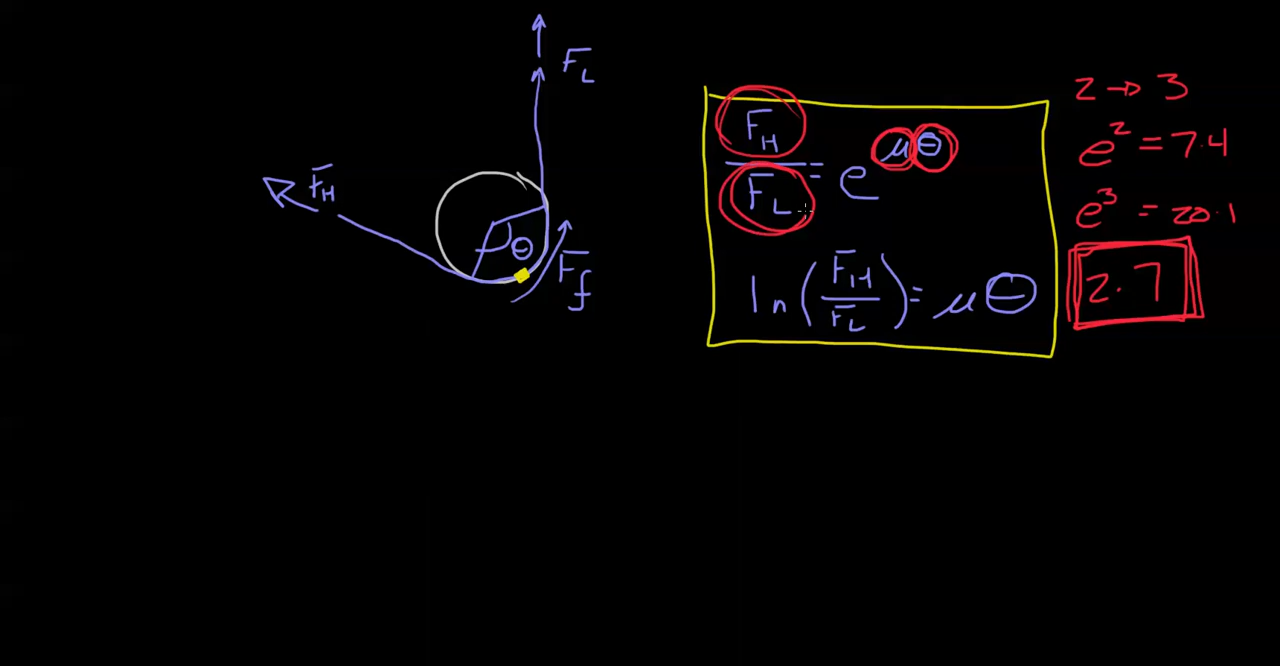 F_L
F_H
θ
F_f
F_H / F_L = e^{μθ}
ln(F_H / F_L) = μθ
2 → 3
e² = 7.4
e³ = 20.1
2.7